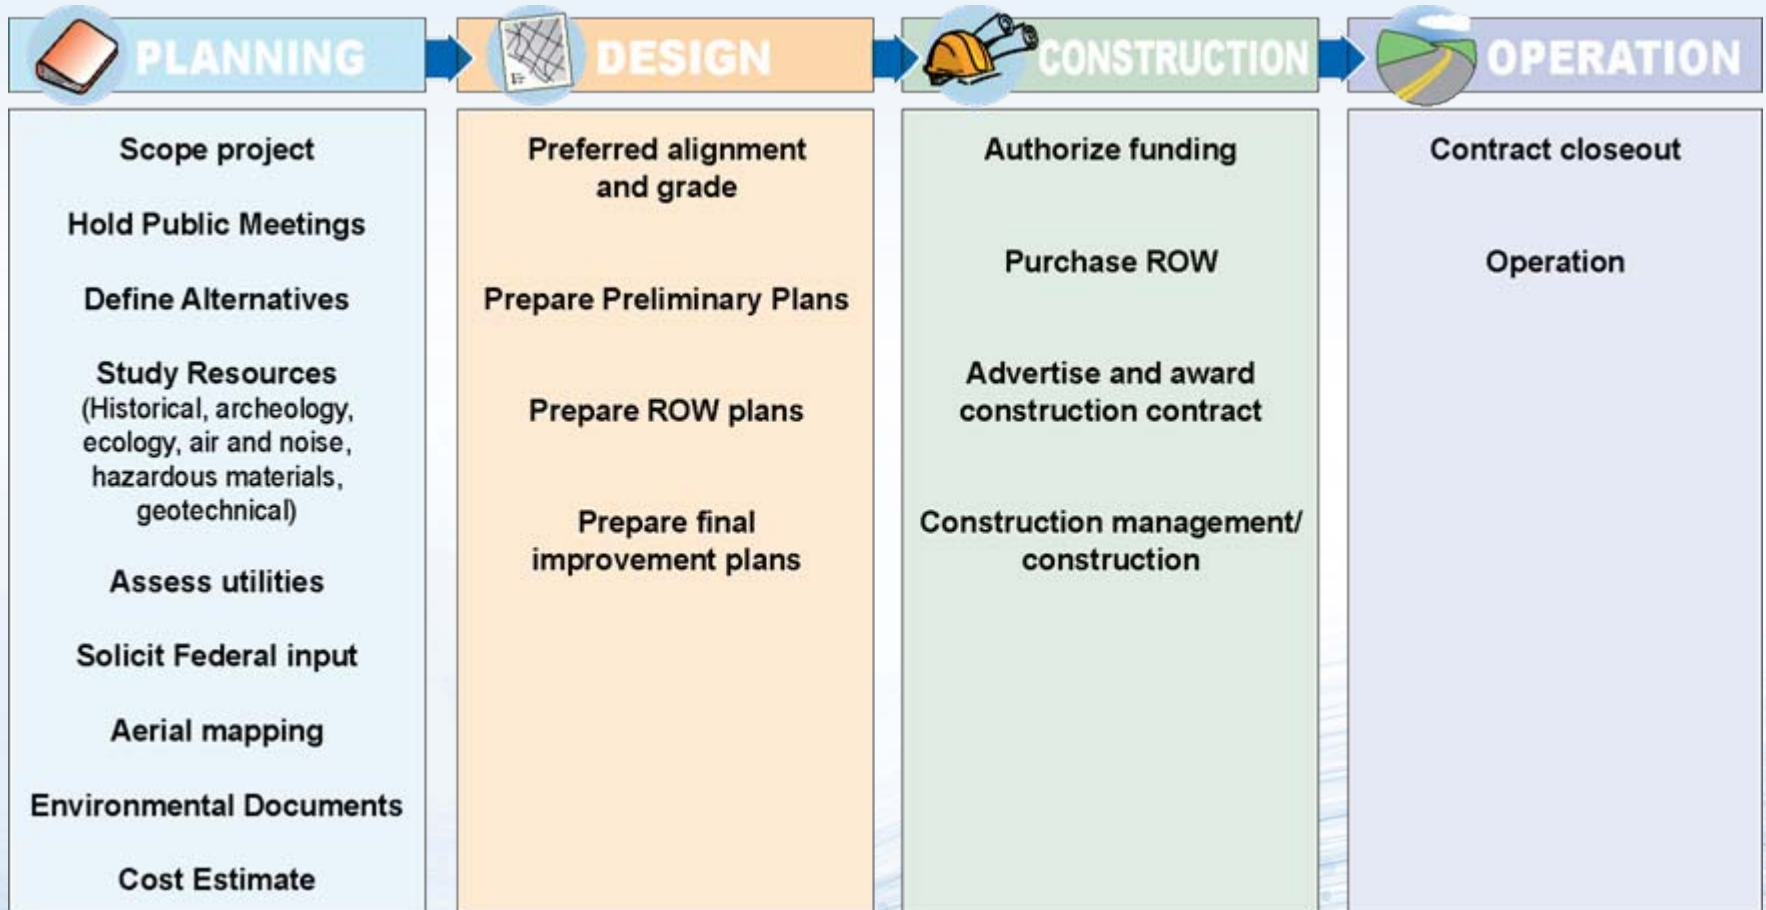 PLANNING
Scope project
Hold Public Meetings
Define Alternatives
Study Resources
(Historical, archeology,
ecology, air and noise,
hazardous materials,
geotechnical)
Assess utilities
Solicit Federal input
Aerial mapping
Environmental Documents
Cost Estimate
DESIGN
Preferred alignment
and grade
Prepare Preliminary Plans
Prepare ROW plans
Prepare final
improvement plans
CONSTRUCTION
Authorize funding
Purchase ROW
Advertise and award
construction contract
Construction management/
construction
OPERATION
Contract closeout
Operation